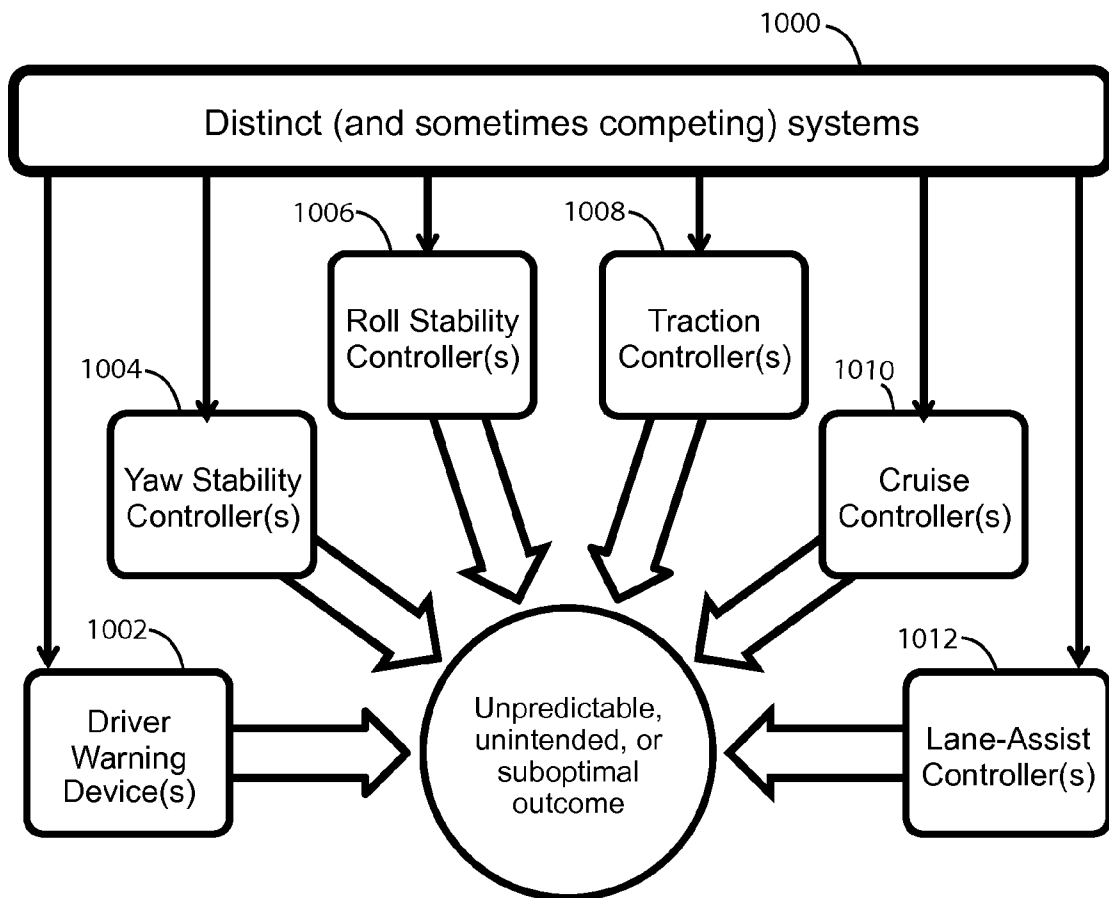 1000
Distinct (and sometimes competing) systems
1006
1008
Roll Stability
Controller(s)
Traction
Controller(s)
1004
1010
Yaw Stability
Controller(s)
Cruise
Controller(s)
1002
1012
Driver
Warning
Device(s)
Unpredictable,
unintended, or
suboptimal
outcome
Lane-Assist
Controller(s)